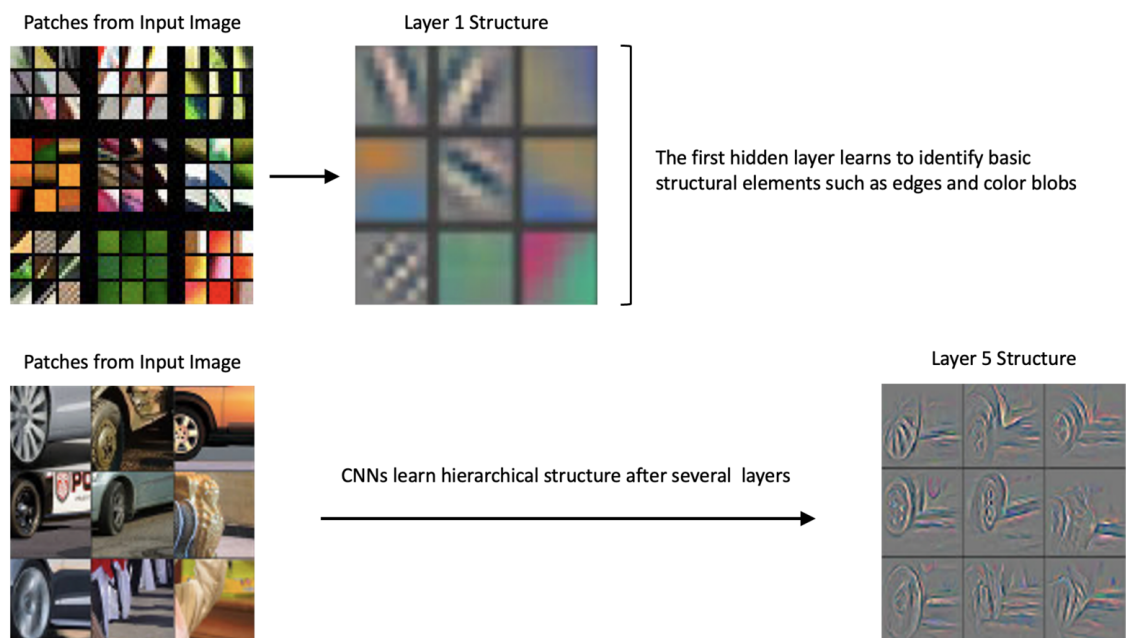 Patches from Input Image
Layer 1 Structure
The first hidden layer learns to identify basic
structural elements such as edges and color blobs
Patches from Input Image
Layer 5 Structure
CNNs learn hierarchical structure after several  layers
PO